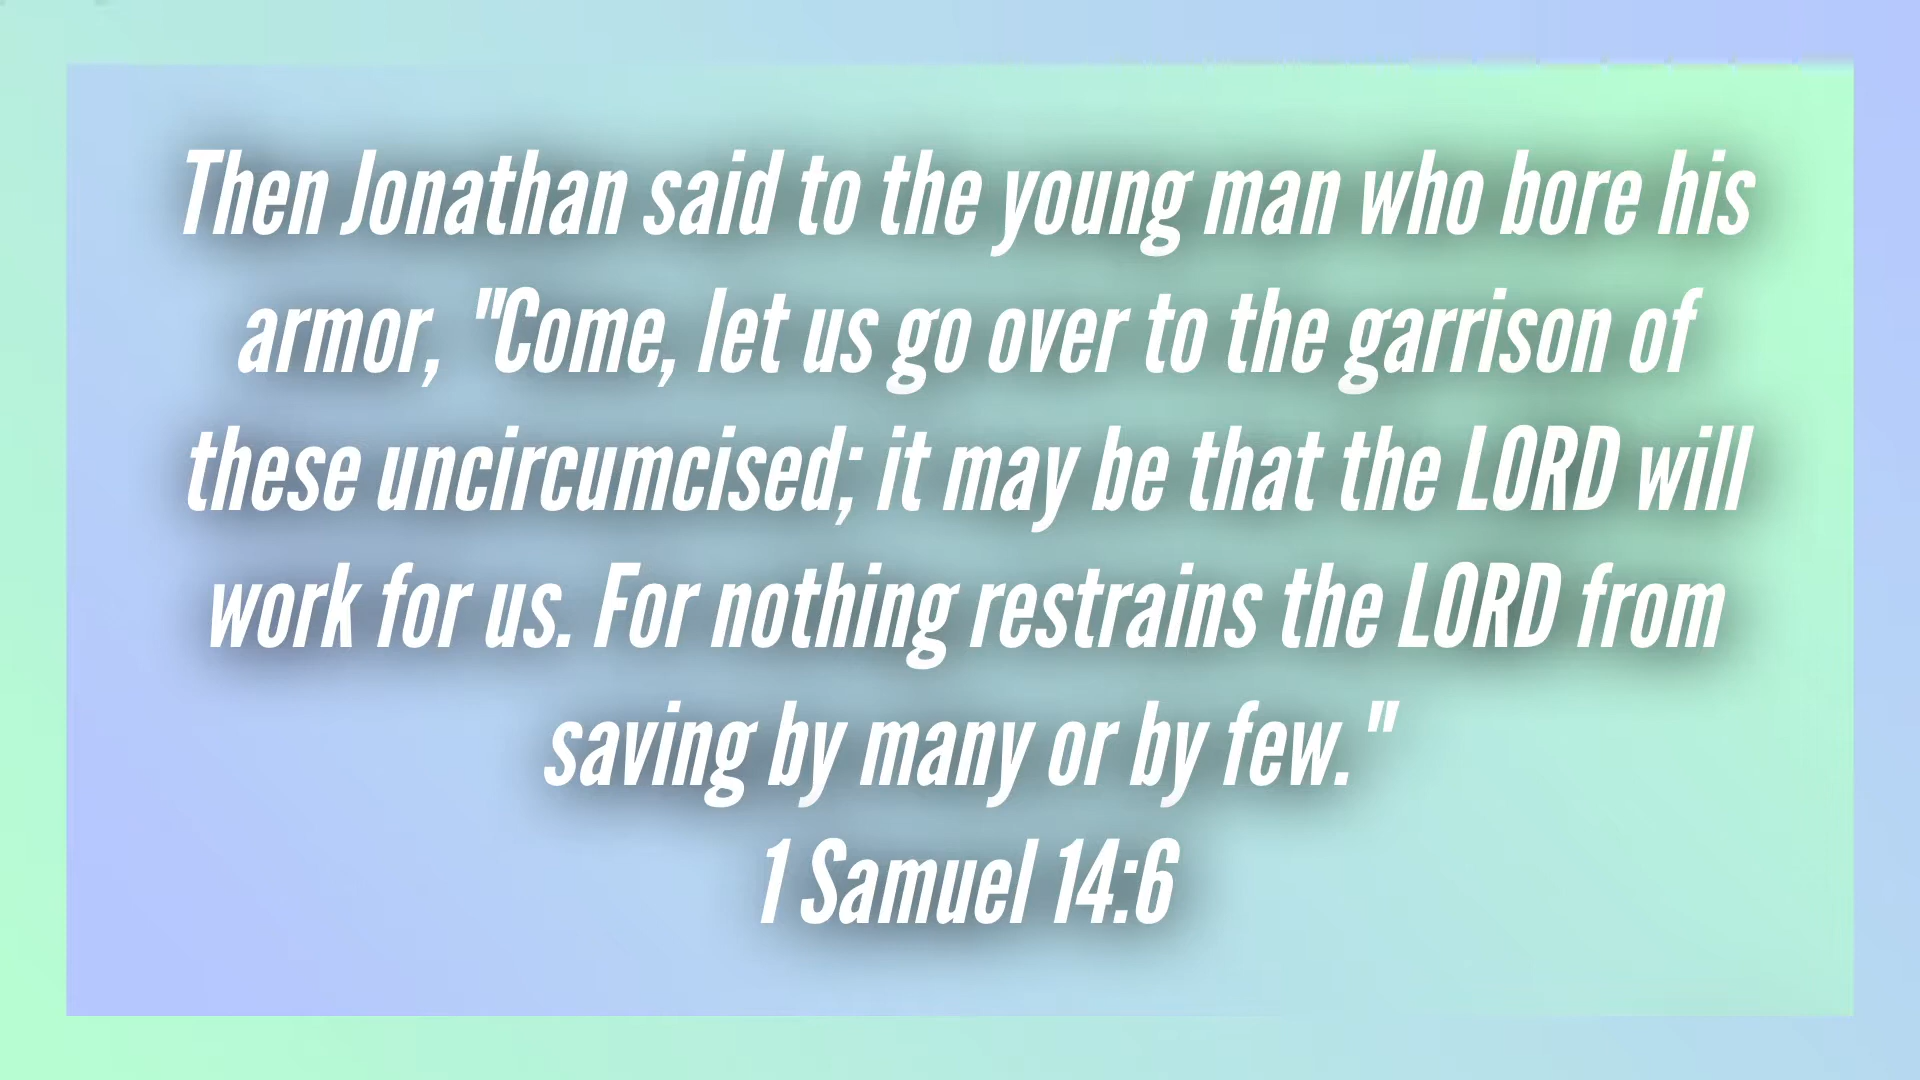 Then Jonathan said to the young man who bore his
armor, "Come, let us go over to the garrison of
these uncircumcised; it may be that the LORD will
work for us. For nothing restrains the LORD from
saving by many or by few."
1 Samuel 14:6